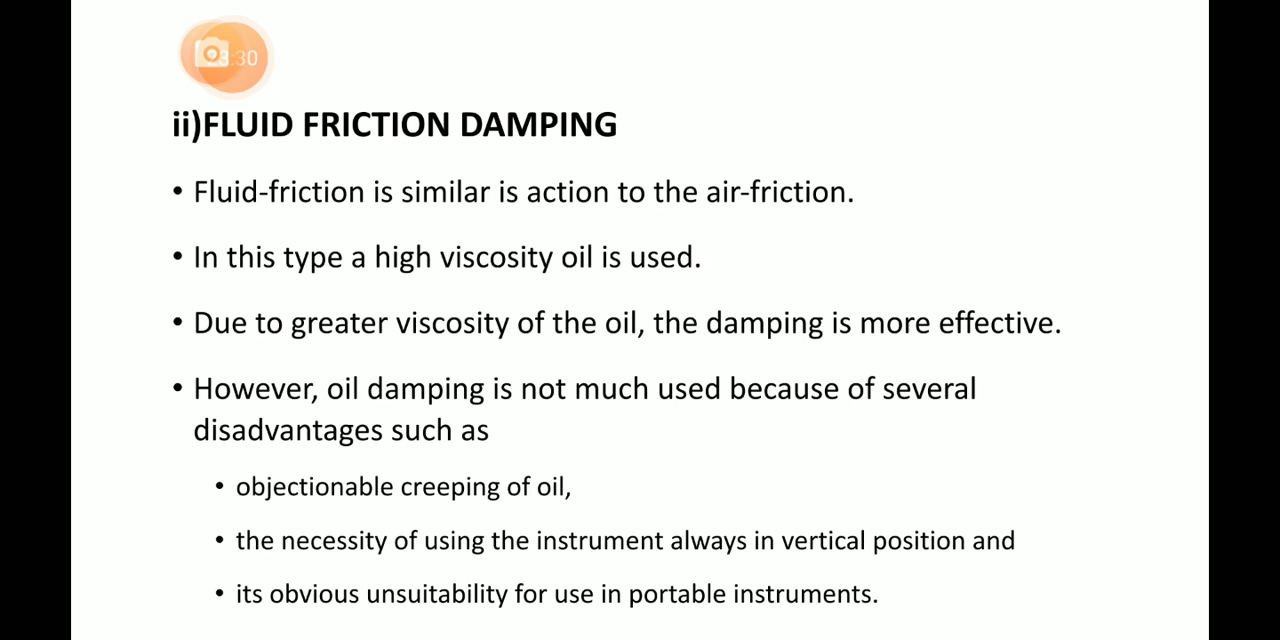 ii)FLUID FRICTION DAMPING
• Fluid-friction is similar is action to the air-friction.
• In this type a high viscosity oil is used.
• Due to greater viscosity of the oil, the damping is more effective.
• However, oil damping is not much used because of several
disadvantages such as
• objectionable creeping of oil,
• the necessity of using the instrument always in vertical position and
• its obvious unsuitability for use in portable instruments.